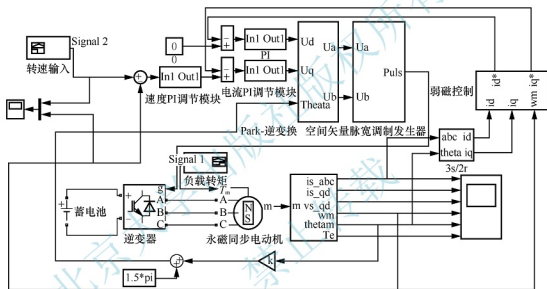 Signal 2
转速输入
0
0
In1 Out1
PI
In1 Out1
电流PI调节模块
In1 Out1
速度PI调节模块
Ud
Uq
Theata
Ua
Ub
Park-逆变换
Ua
Ub
Puls
空间矢量脉宽调制发生器
弱磁控制
id
id*
iq
wm
iq*
abc id
theta iq
3s/2r
Signal 1
负载转矩
蓄电池
逆变器
A
B
C
Tm
A
B
C
N
S
m
永磁同步电动机
m
is_abc
is_qd
vs_qd
wm
thetam
Te
k
1.5*pi